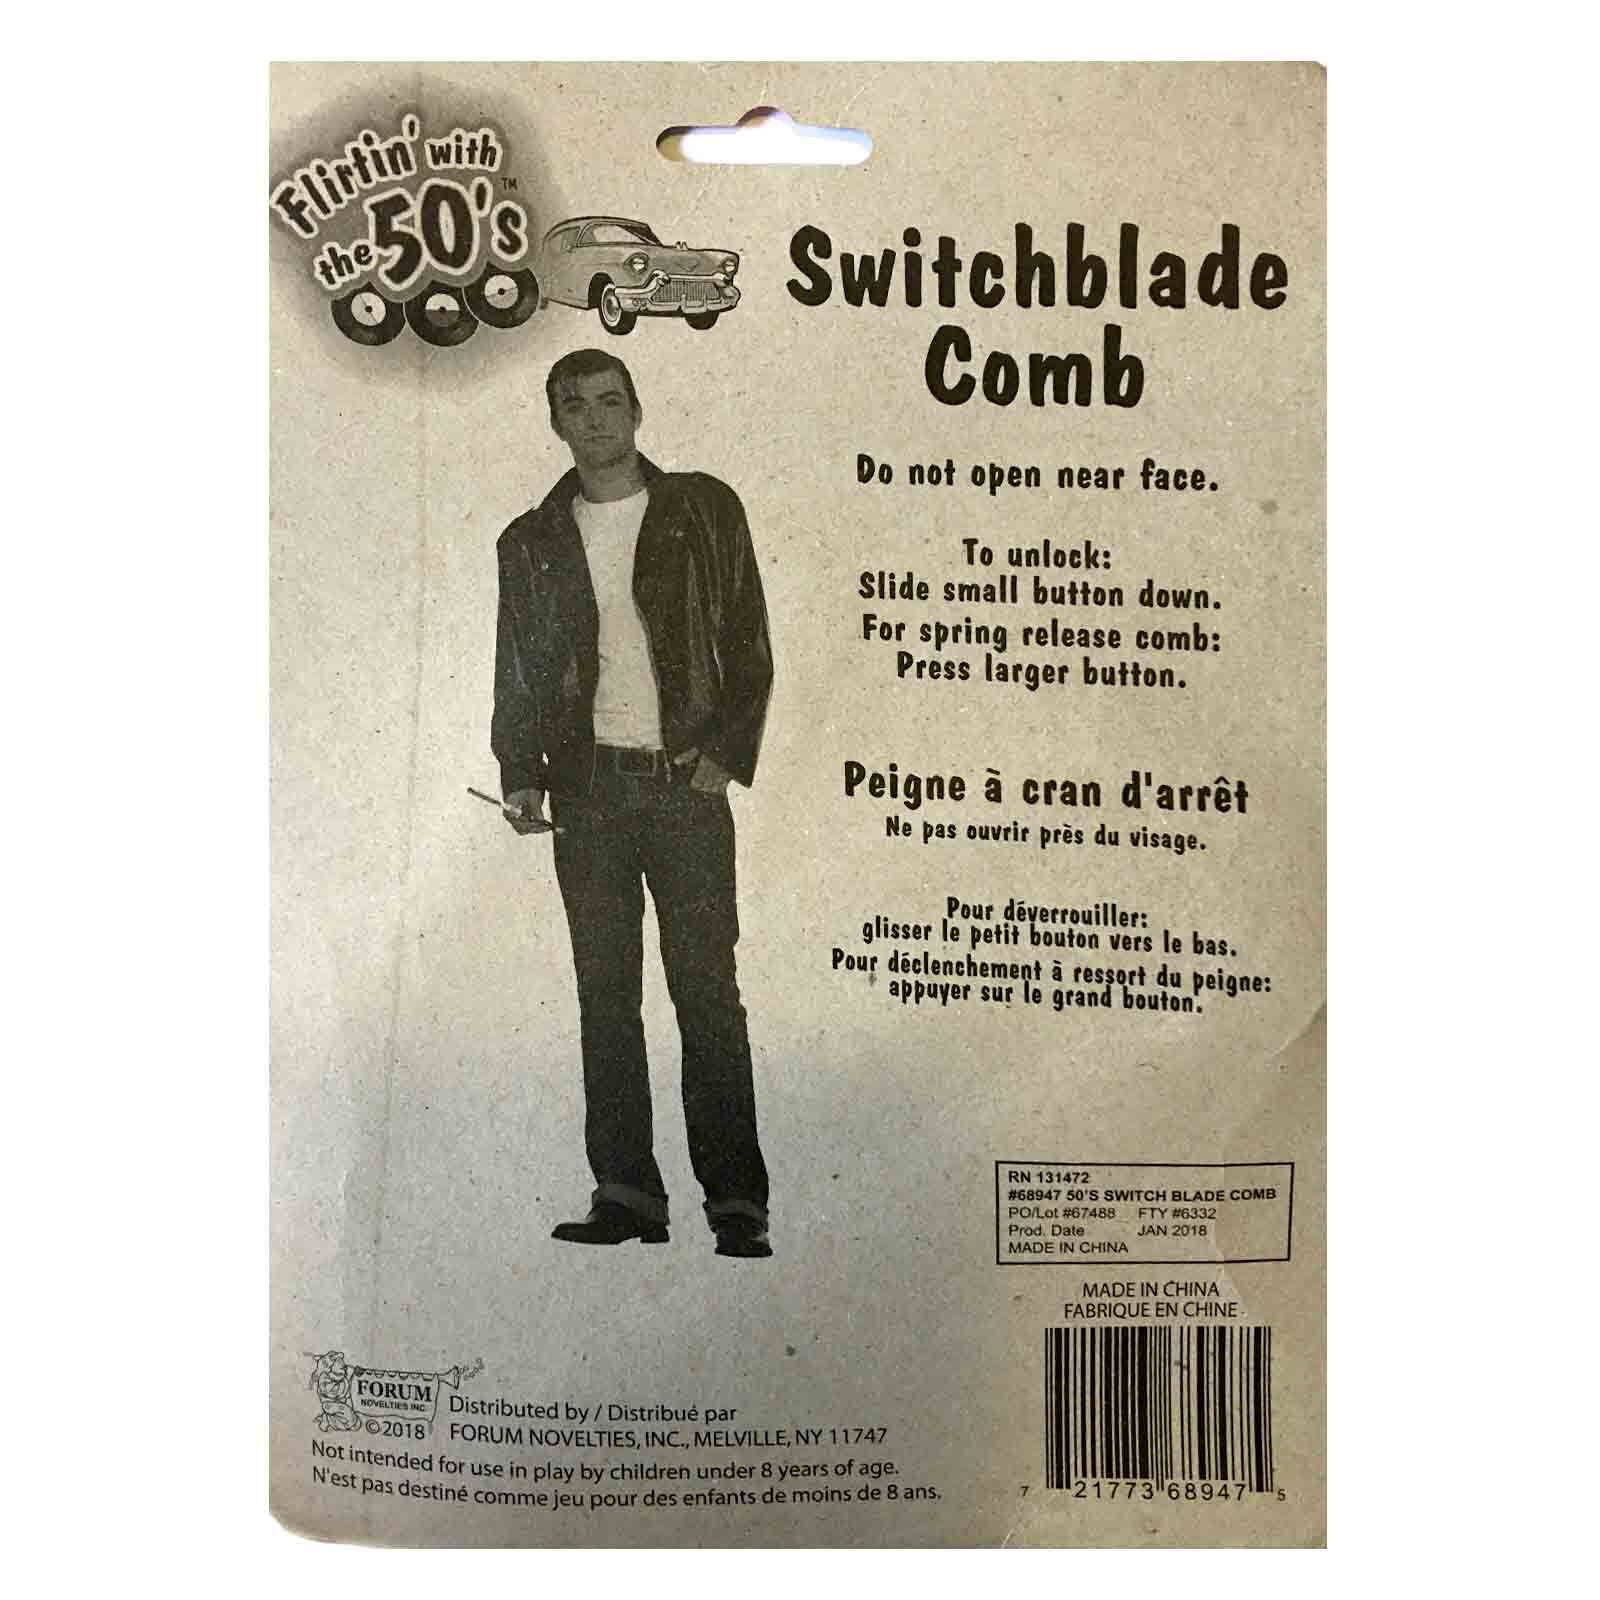 Flirtin' with
the 50's™
Switchblade
Comb
Do not open near face.
To unlock:
Slide small button down.
For spring release comb:
Press larger button.
Peigne à cran d'arrêt
Ne pas ouvrir près du visage.
Pour déverrouiller:
glisser le petit bouton vers le bas.
Pour déclenchement à ressort du peigne:
appuyer sur le grand bouton.
RN 131472
#68947 50'S SWITCH BLADE COMB
PO/Lot #67488 FTY #6332
Prod. Date JAN 2018
MADE IN CHINA
MADE IN CHINA
FABRIQUE EN CHINE
7 21773 68947 5
FORUM
NOVELTIES INC.
©2018
Distributed by / Distribué par
FORUM NOVELTIES, INC., MELVILLE, NY 11747
Not intended for use in play by children under 8 years of age.
N'est pas destiné comme jeu pour des enfants de moins de 8 ans.